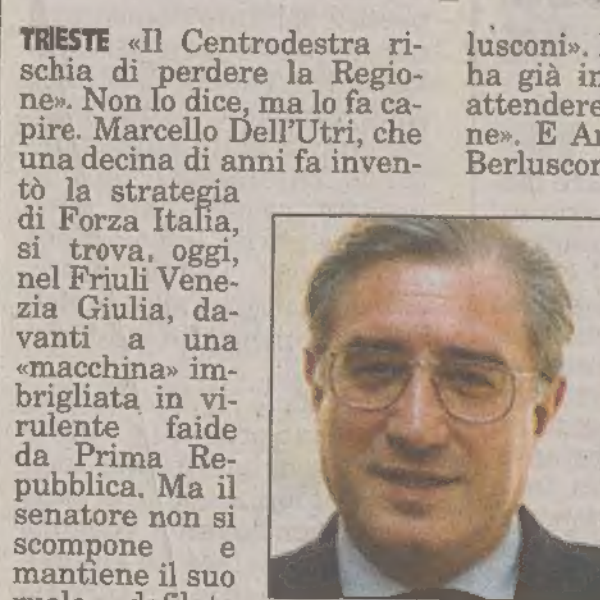 TRIESTE «Il Centrodestra ri-
schia di perdere la Regio-
ne». Non lo dice, ma lo fa ca-
pire. Marcello Dell'Utri, che
una decina di anni fa inven-
tò la strategia
di Forza Italia,
si trova, oggi,
nel Friuli Vene-
zia Giulia, da-
vanti a una
«macchina» im-
brigliata in vi-
rulente faide
da Prima Re-
pubblica. Ma il
senatore non si
scompone e
mantiene il suo
lusconi».
ha già in
attendere
ne». E
Berluscon